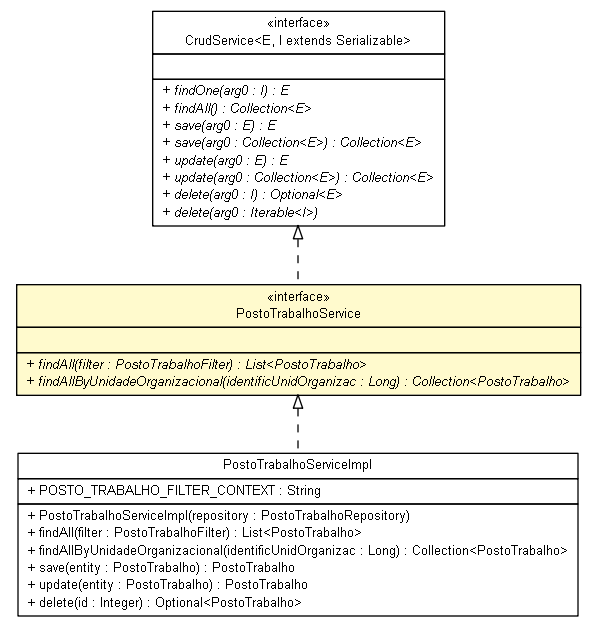 «interface»
CrudService<E, I extends Serializable>
+ findOne(arg0 : I) : E
+ findAll() : Collection<E>
+ save(arg0 : E) : E
+ save(arg0 : Collection<E>) : Collection<E>
+ update(arg0 : E) : E
+ update(arg0 : Collection<E>) : Collection<E>
+ delete(arg0 : I) : Optional<E>
+ delete(arg0 : Iterable<I>)
«interface»
PostoTrabalhoService
+ findAll(filter : PostoTrabalhoFilter) : List<PostoTrabalho>
+ findAllByUnidadeOrganizacional(identificUnidOrganizac : Long) : Collection<PostoTrabalho>
PostoTrabalhoServiceImpl
+ POSTO_TRABALHO_FILTER_CONTEXT : String
+ PostoTrabalhoServiceImpl(repository : PostoTrabalhoRepository)
+ findAll(filter : PostoTrabalhoFilter) : List<PostoTrabalho>
+ findAllByUnidadeOrganizacional(identificUnidOrganizac : Long) : Collection<PostoTrabalho>
+ save(entity : PostoTrabalho) : PostoTrabalho
+ update(entity : PostoTrabalho) : PostoTrabalho
+ delete(id : Integer) : Optional<PostoTrabalho>